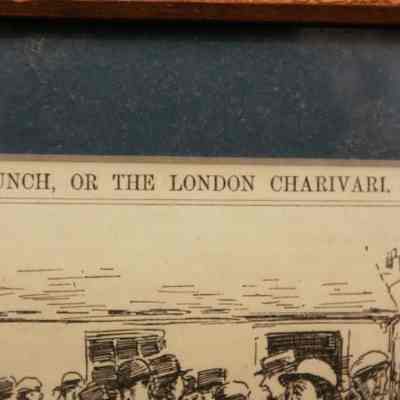 UNCH, OR THE LONDON CHARIVARI.